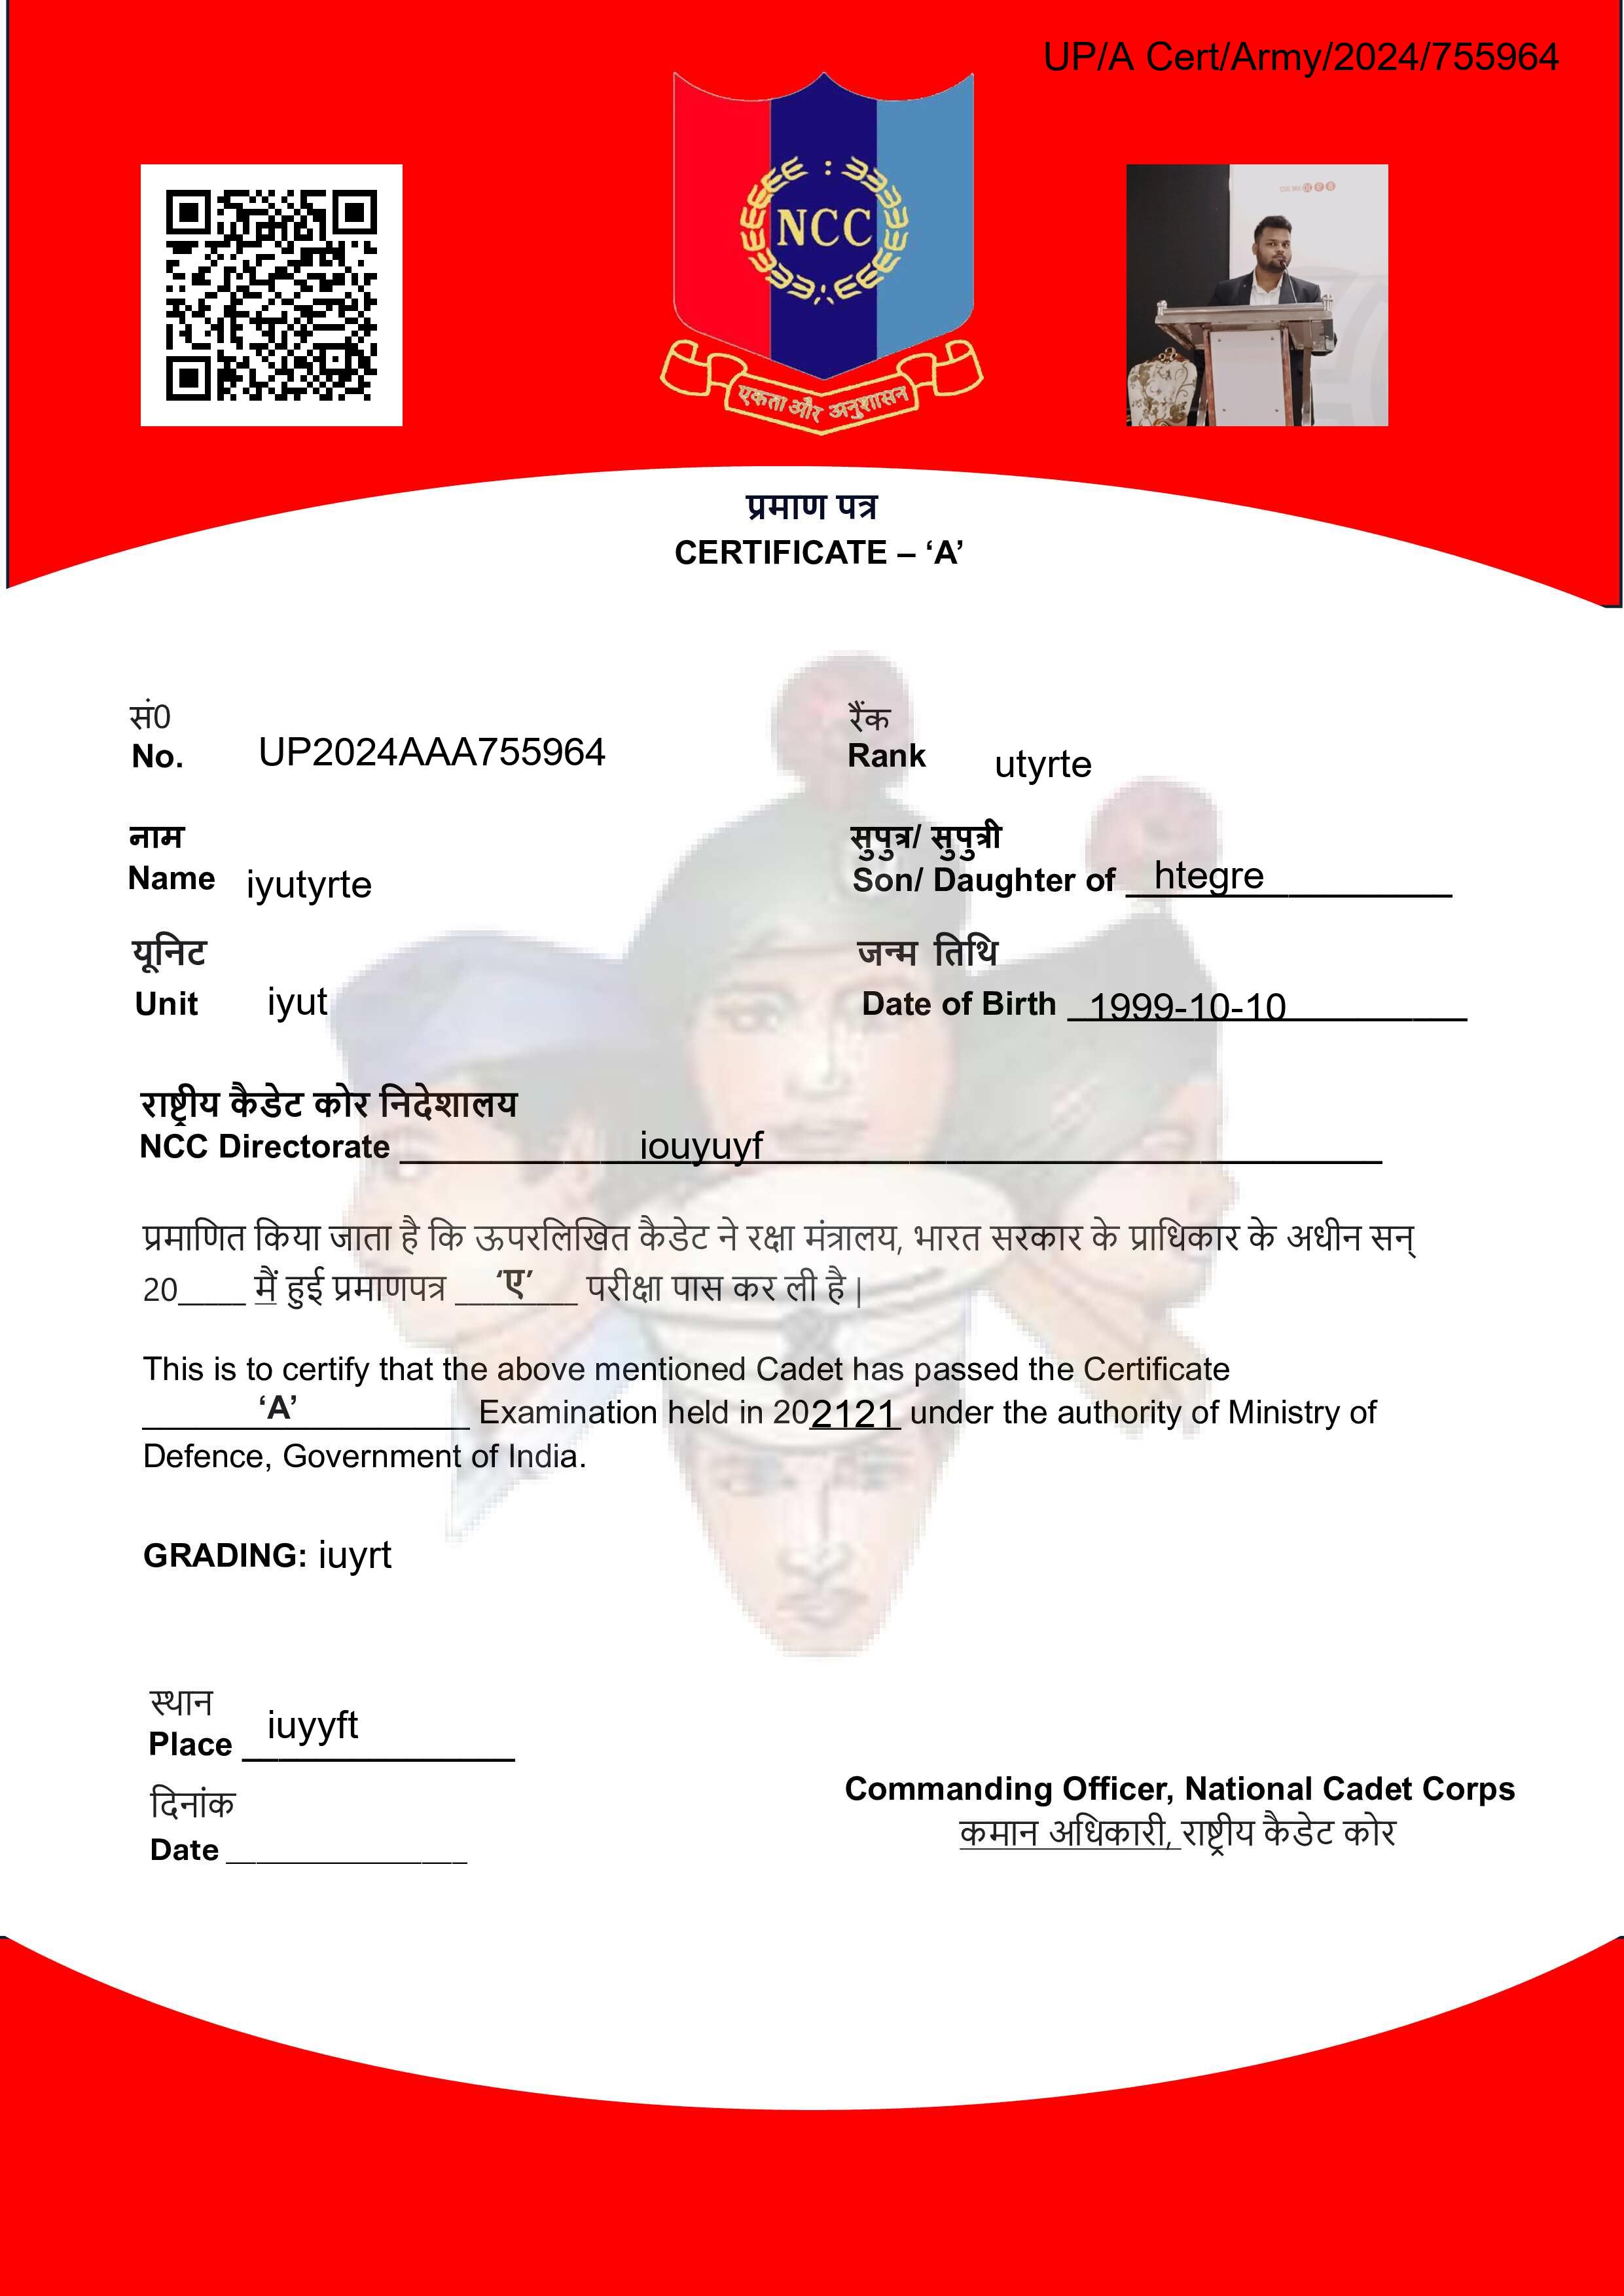 UP/A Cert/Army/2024/755964
NCC
एकता और अनुशासन
प्रमाण पत्र
CERTIFICATE – ‘A’
सं0
No. UP2024AAA755964
रैंक
Rank utyrte
नाम
Name iyutyrte
सुपुत्र/ सुपुत्री
Son/ Daughter of htegre
यूनिट
Unit iyut
जन्म तिथि
Date of Birth 1999-10-10
राष्ट्रीय कैडेट कोर निदेशालय
NCC Directorate iouyuyf
प्रमाणित किया जाता है कि ऊपरलिखित कैडेट ने रक्षा मंत्रालय, भारत सरकार के प्राधिकार के अधीन सन्
20____ मैं हुई प्रमाणपत्र ‘ए’ परीक्षा पास कर ली है |
This is to certify that the above mentioned Cadet has passed the Certificate
‘A’ Examination held in 202121 under the authority of Ministry of
Defence, Government of India.
GRADING: iuyrt
स्थान
Place iuyyft
दिनांक
Date ______________
Commanding Officer, National Cadet Corps
कमान अधिकारी, राष्ट्रीय कैडेट कोर